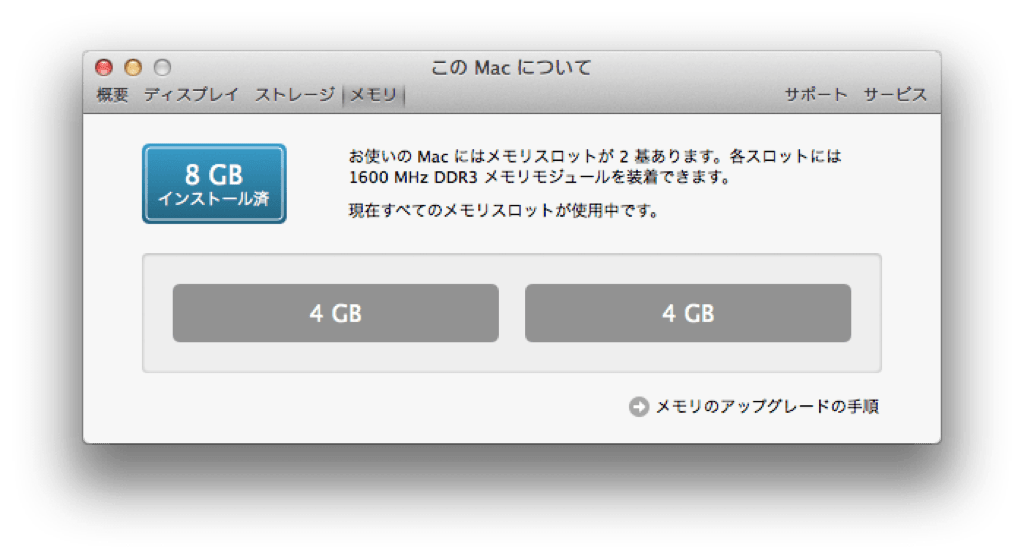 この Mac について
概要 ディスプレイ ストレージ メモリ サポート サービス
8 GB
インストール済
お使いの Mac にはメモリスロットが 2 基あります。各スロットには
1600 MHz DDR3 メモリモジュールを装着できます。
現在すべてのメモリスロットが使用中です。
4 GB 4 GB
メモリのアップグレードの手順